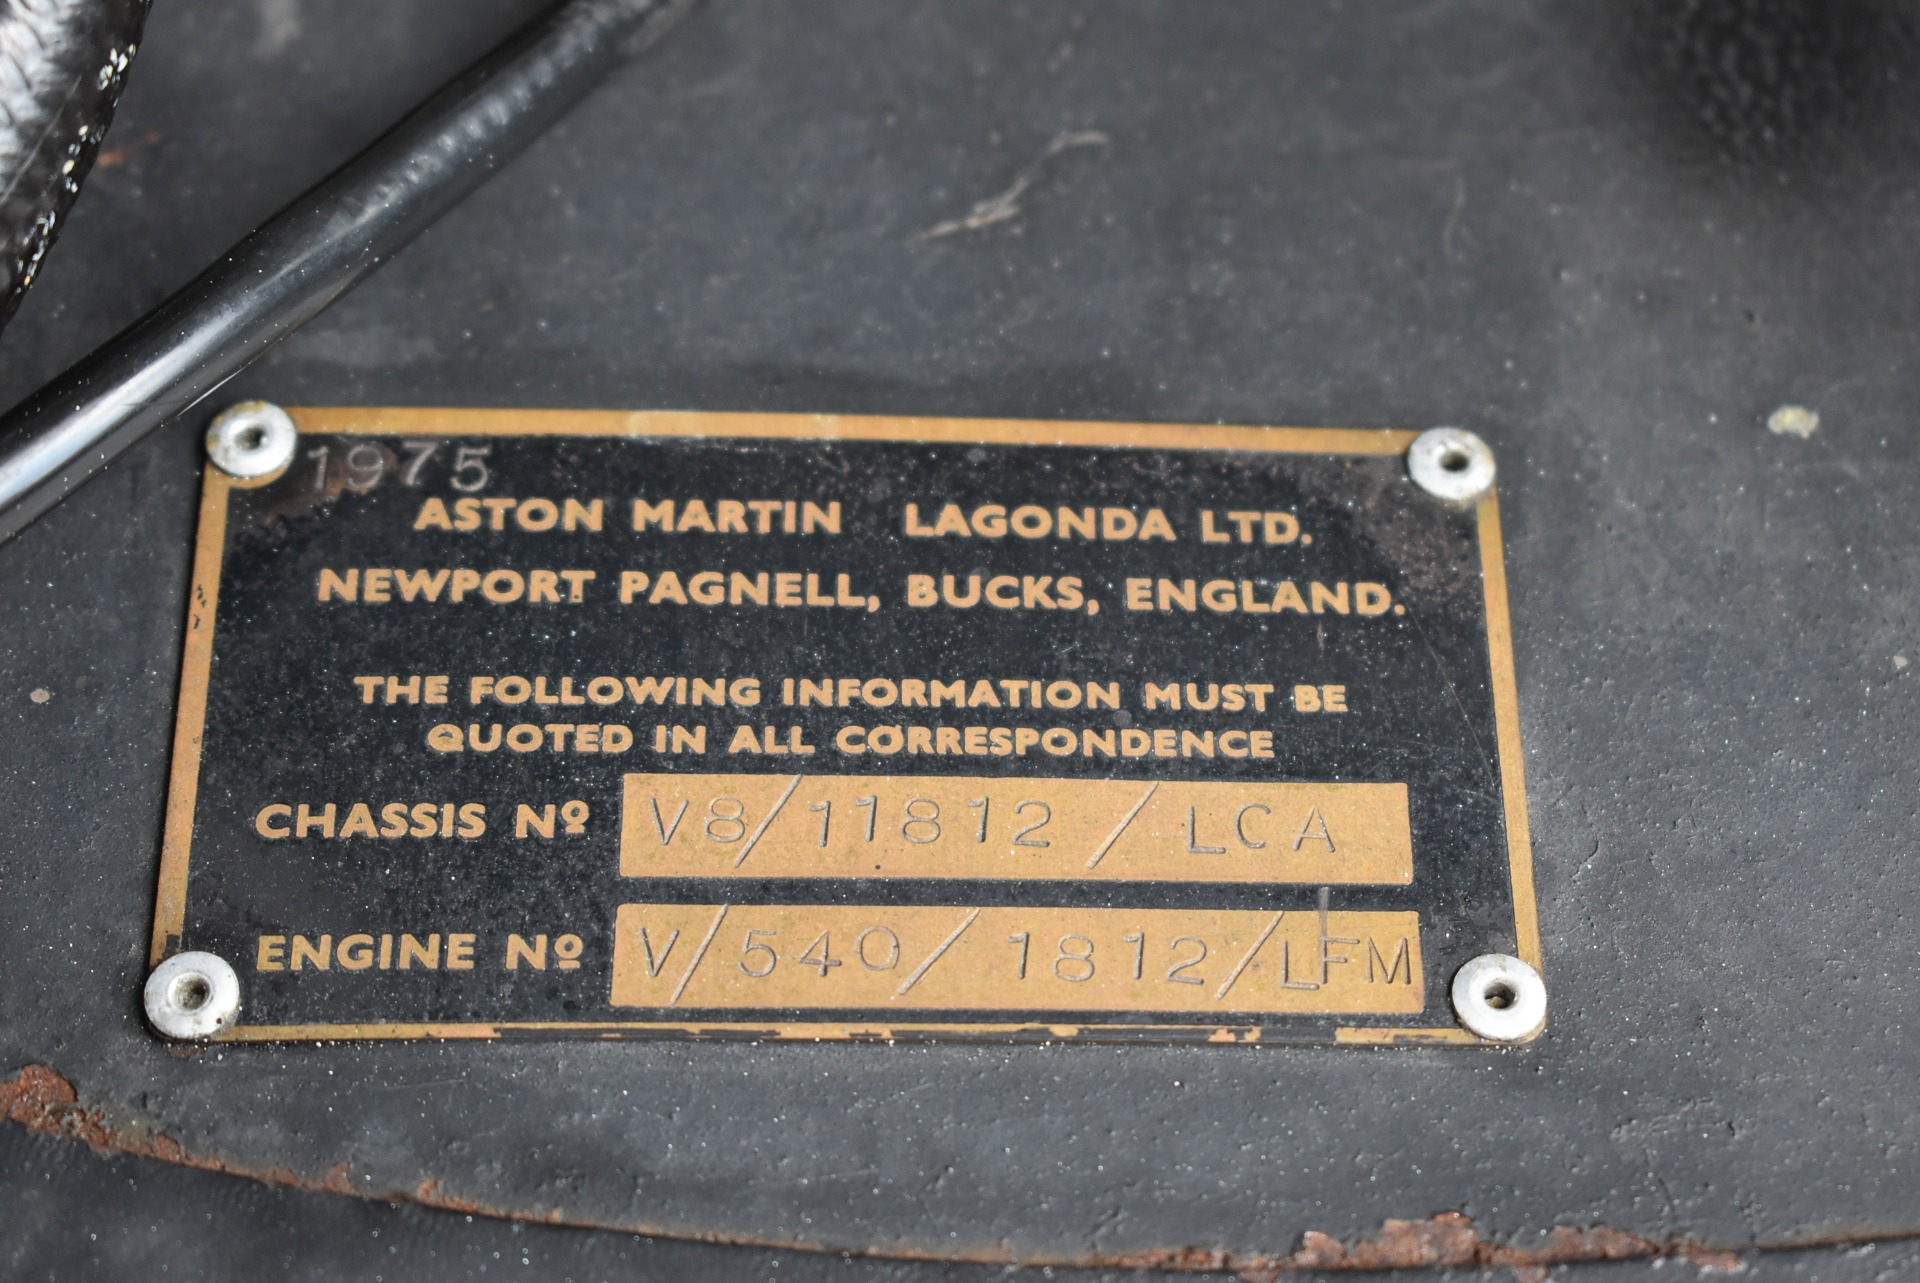 1975
ASTON MARTIN LAGONDA LTD.
NEWPORT PAGNELL, BUCKS, ENGLAND.
THE FOLLOWING INFORMATION MUST BE
QUOTED IN ALL CORRESPONDENCE
CHASSIS Nº V8/11812/LCA
ENGINE Nº V/540/1812/LFM